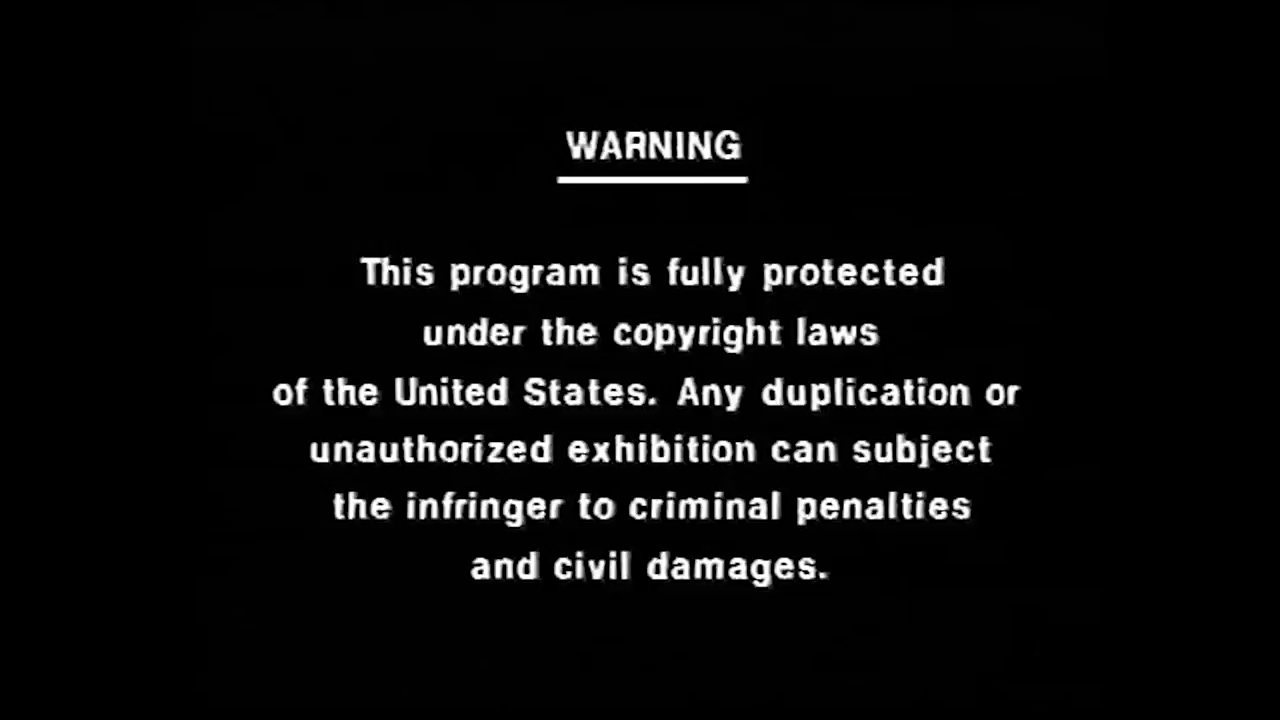 WARNING
This program is fully protected
under the copyright laws
of the United States. Any duplication or
unauthorized exhibition can subject
the infringer to criminal penalties
and civil damages.